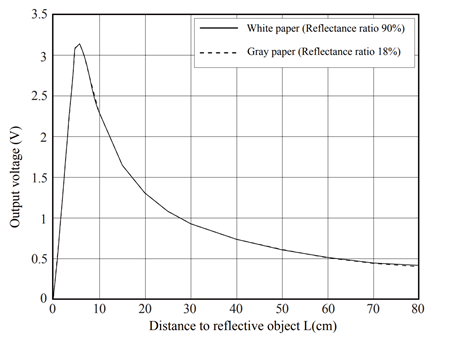 3.5
3
2.5
2
1.5
1
0.5
0
Output voltage (V)
White paper (Reflectance ratio 90%)
Gray paper (Reflectance ratio 18%)
0 10 20 30 40 50 60 70 80
Distance to reflective object L(cm)